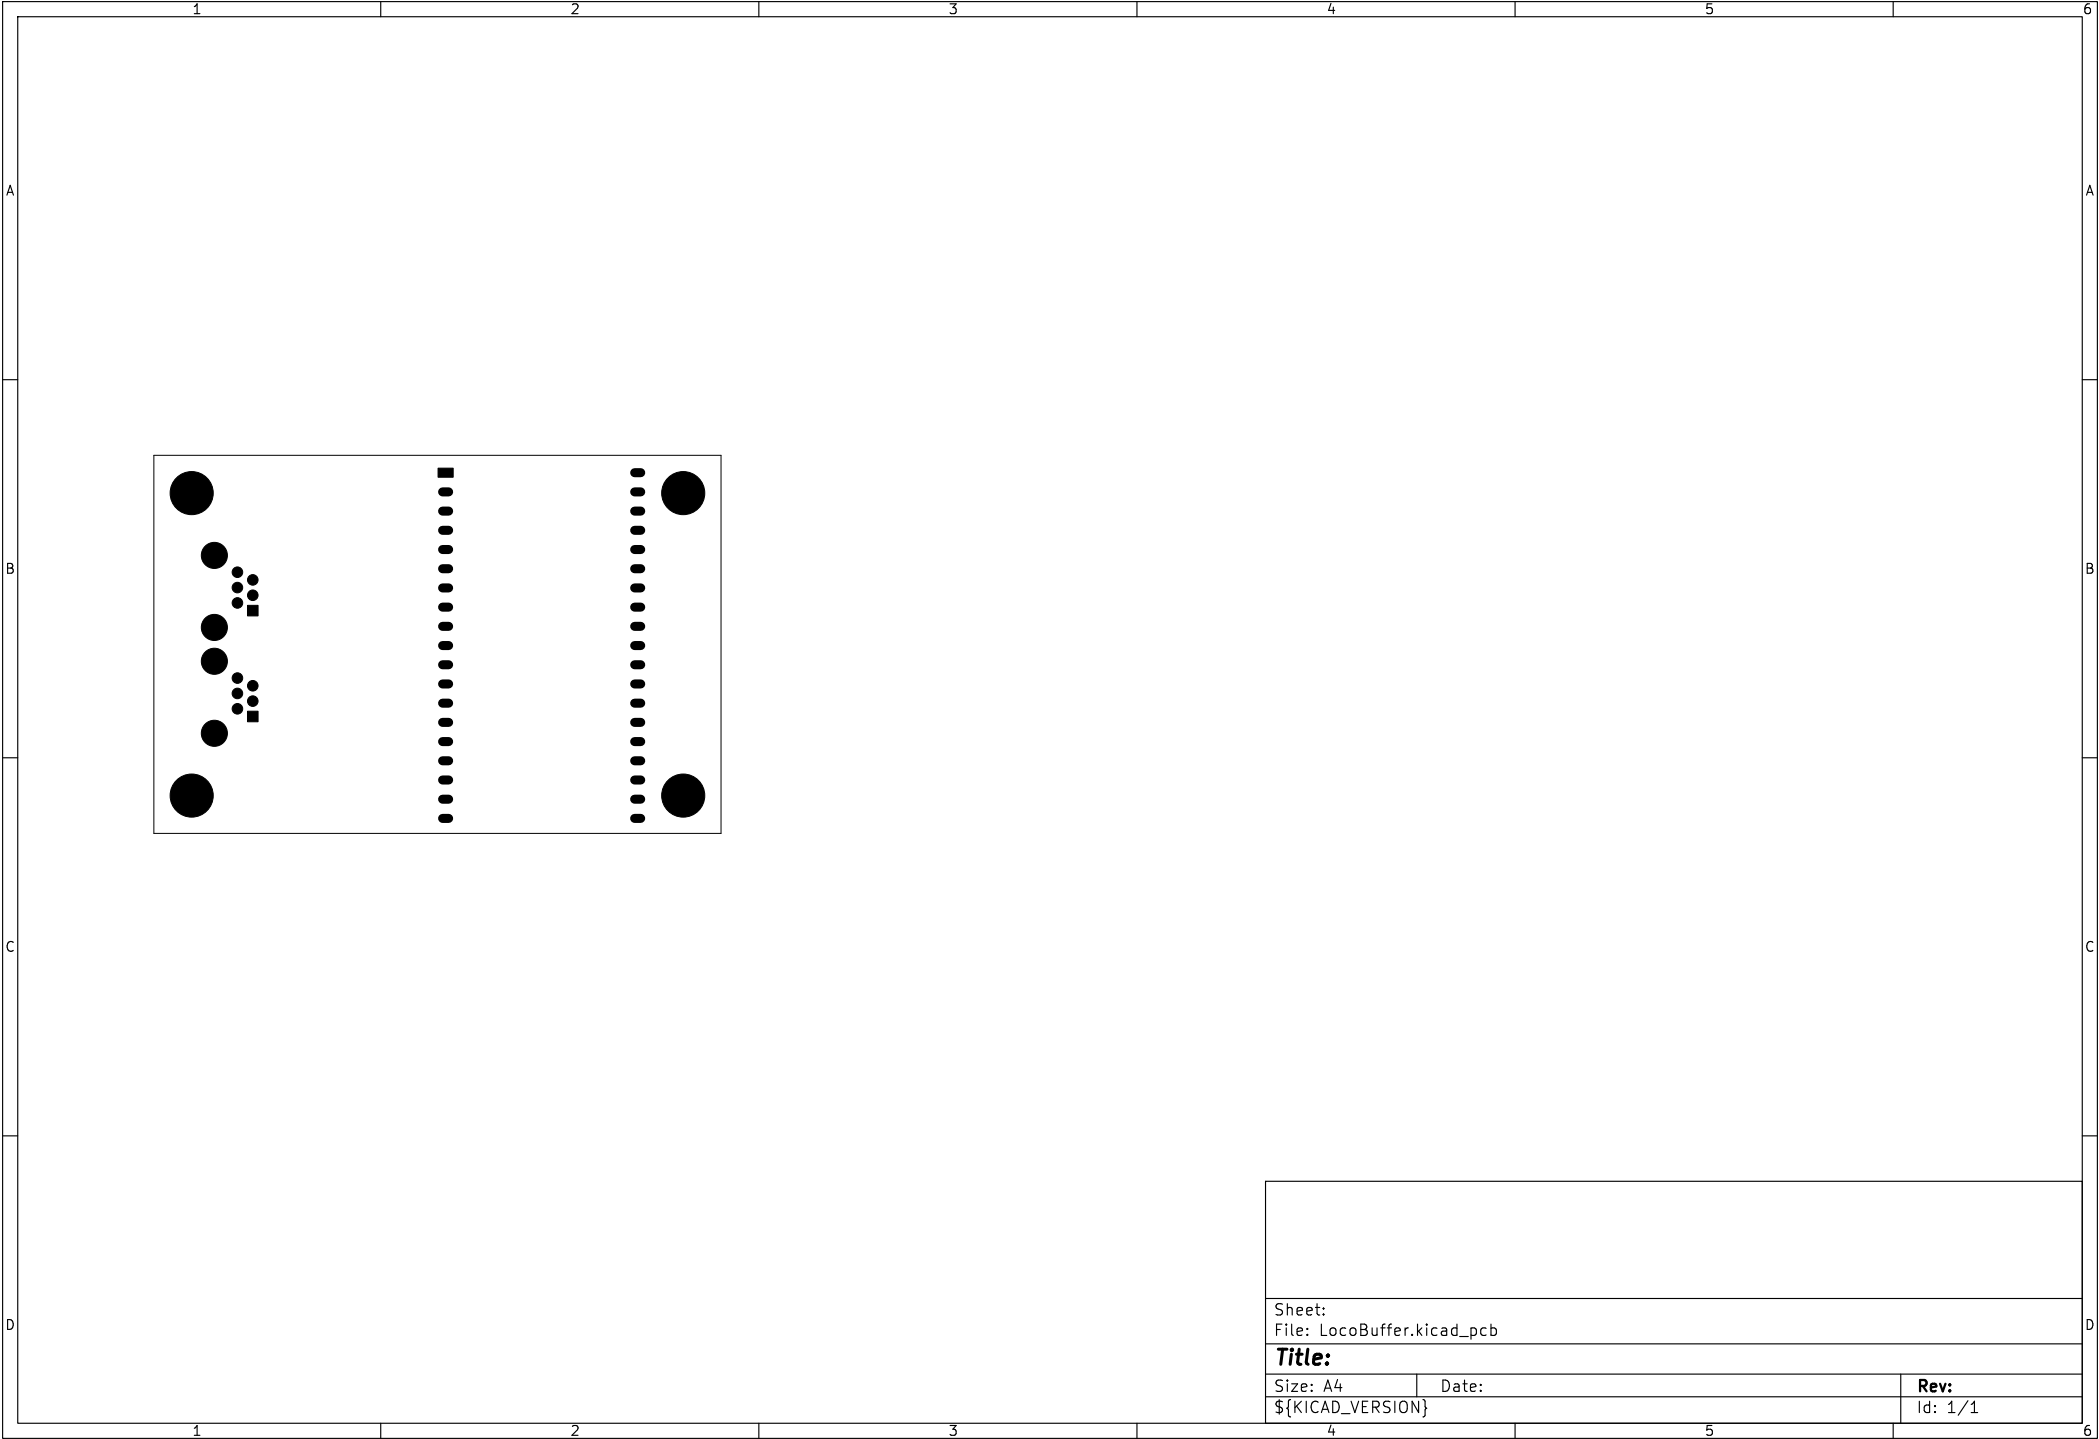 1 2 3 4 5 6
A A
B B
C C
Sheet:
File: LocoBuffer.kicad_pcb
D D
Title:
Size: A4 Date: Rev:
${KICAD_VERSION} Id: 1/1
1 2 3 4 5 6